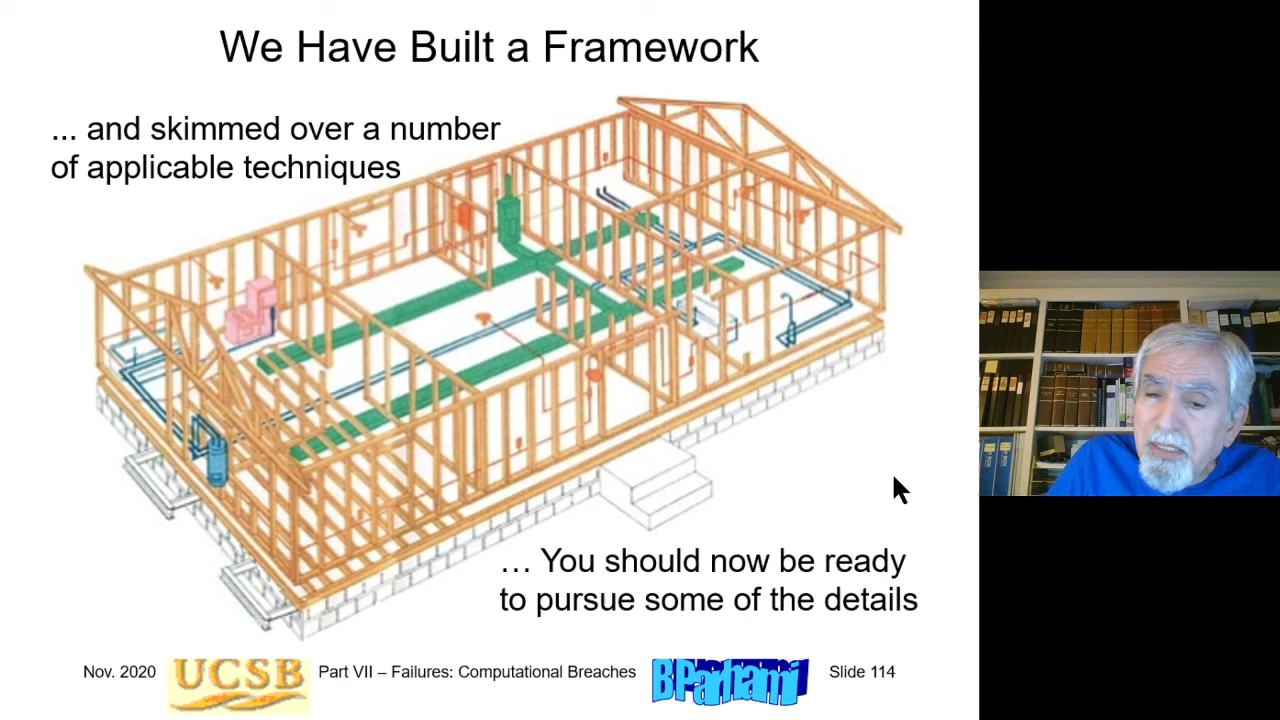 We Have Built a Framework
... and skimmed over a number
of applicable techniques
… You should now be ready
to pursue some of the details
Nov. 2020
UCSB
Part VII – Failures: Computational Breaches
B Parhami
Slide 114